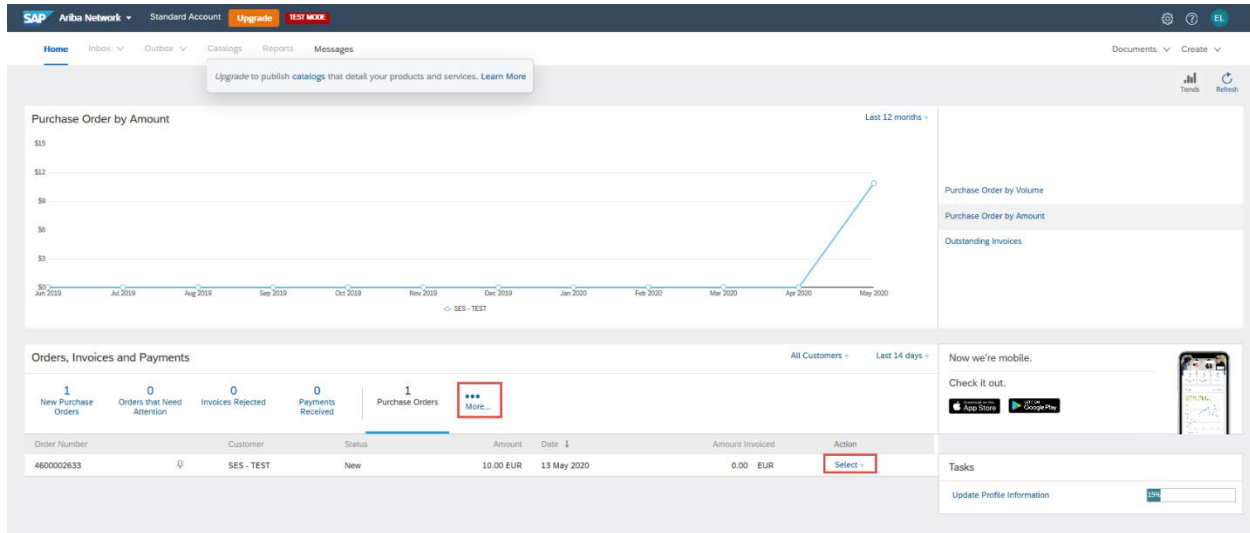 SAP Ariba Network Standard Account Upgrade TEST MODE EL
Home Inbox Outbox Catalogs Reports Messages Documents Create
Upgrade to publish catalogs that detail your products and services. Learn More
Trends Refresh
Purchase Order by Amount Last 12 months
$15
$12
$9
$6
$3
$0
Jun 2019 Jul 2019 Aug 2019 Sep 2019 Oct 2019 Nov 2019 Dec 2019 Jan 2020 Feb 2020 Mar 2020 Apr 2020 May 2020
SES - TEST
Purchase Order by Volume
Purchase Order by Amount
Outstanding Invoices
Orders, Invoices and Payments All Customers Last 14 days
1 0 0 0 1
New Purchase Orders that Need Invoices Rejected Payments Purchase Orders More...
Orders Attention Received
Order Number Customer Status Amount Date Amount Invoiced Action
4600002633 SES - TEST New 10.00 EUR 13 May 2020 0.00 EUR Select
Now we're mobile.
Check it out.
App Store Google Play
Tasks
Update Profile Information 15%